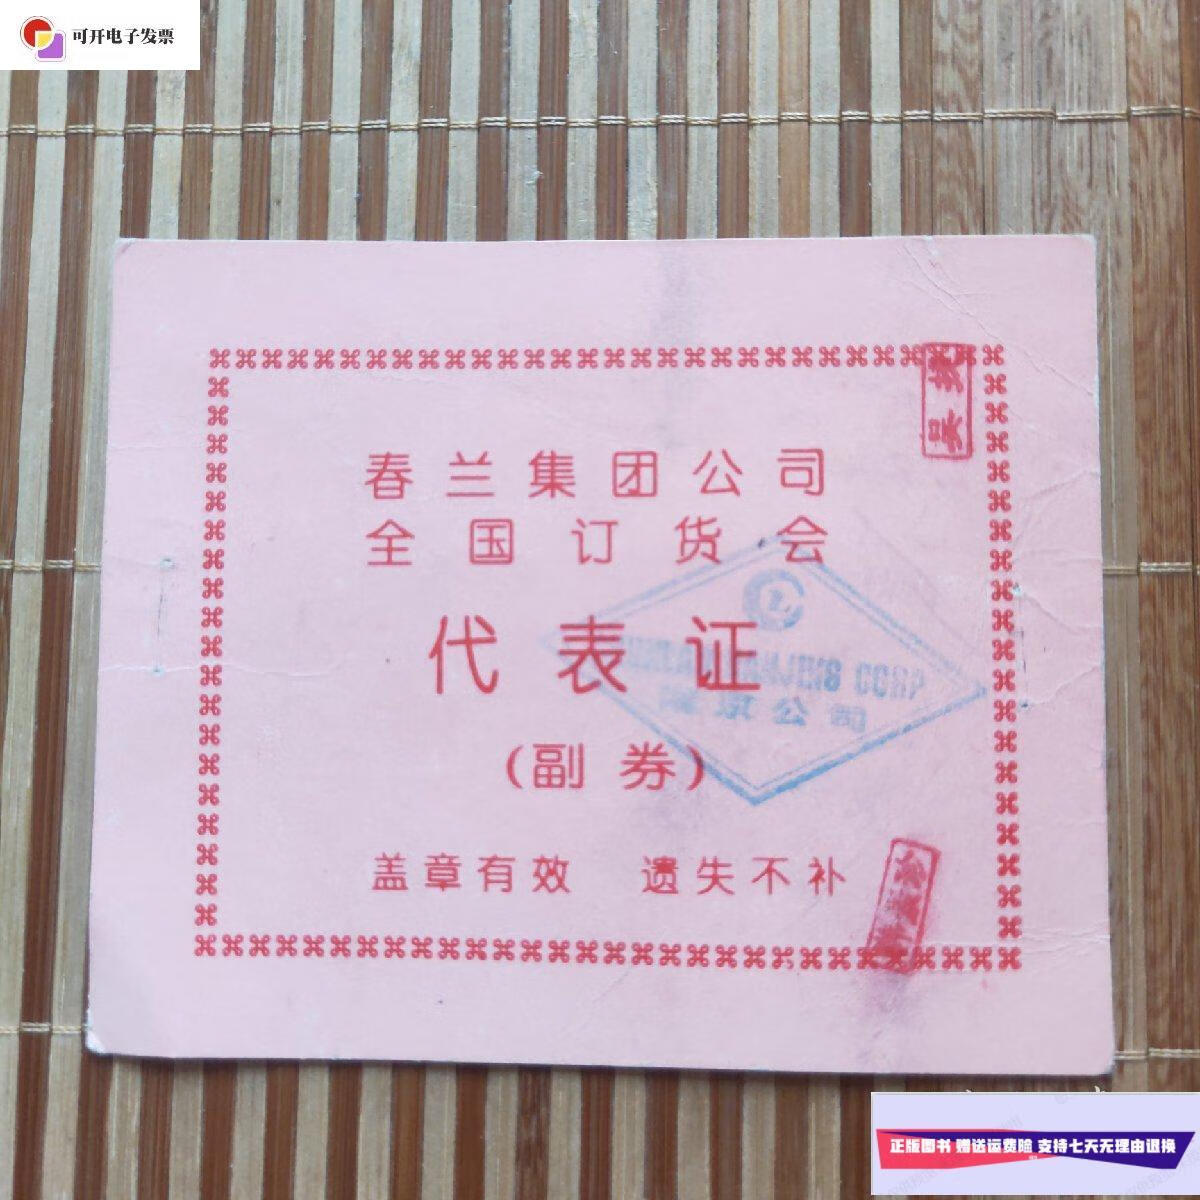 可开电子发票
春兰集团公司
全国订货会
代表证
(副券)
盖章有效 遗失不补
CORP
京公司
正版图书 赠送运费险 支持七天无理由退换